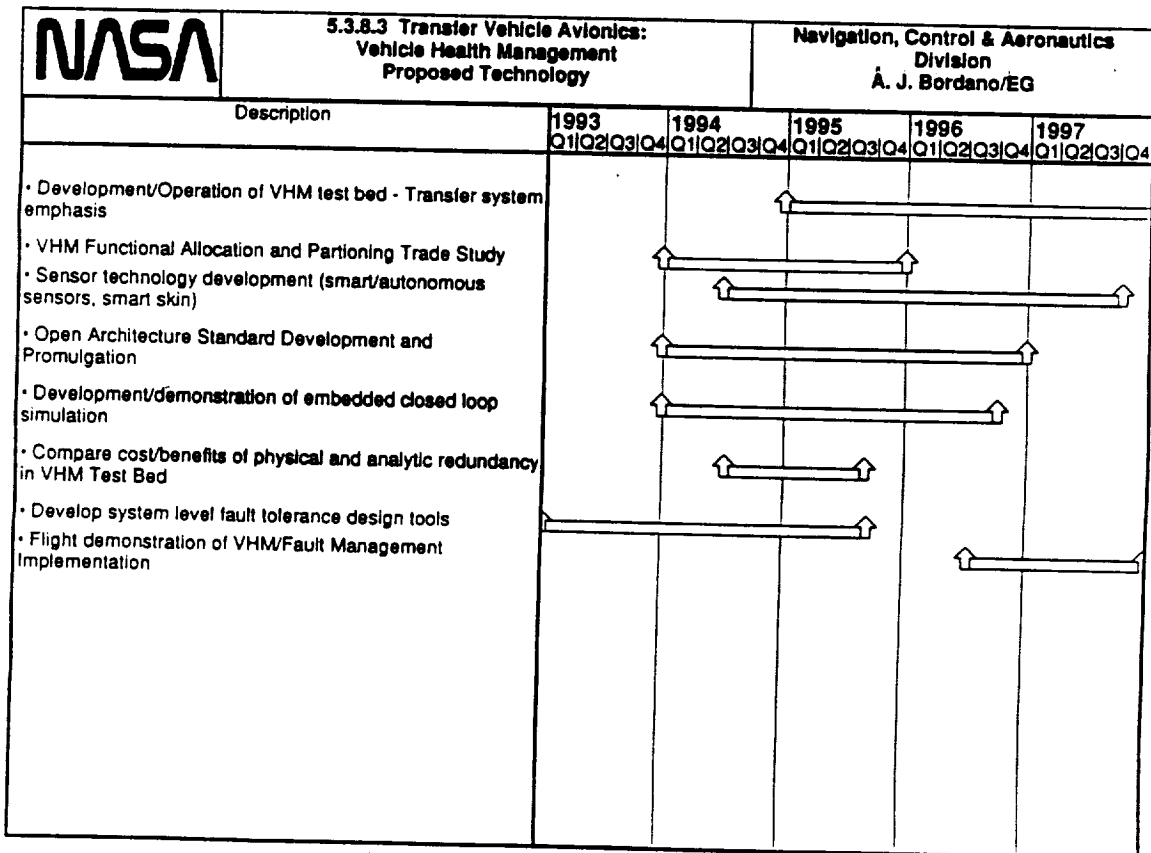 NASA
5.3.8.3 Transfer Vehicle Avionics:
Vehicle Health Management
Proposed Technology
Navigation, Control & Aeronautics
Division
A. J. Bordano/EG
Description
1993
Q1|Q2|Q3|Q4
1994
Q1|Q2|Q3|Q4
1995
Q1|Q2|Q3|Q4
1996
Q1|Q2|Q3|Q4
1997
Q1|Q2|Q3|Q4
· Development/Operation of VHM test bed - Transfer system
emphasis
· VHM Functional Allocation and Partioning Trade Study
· Sensor technology development (smart/autonomous
sensors, smart skin)
· Open Architecture Standard Development and
Promulgation
· Development/demonstration of embedded closed loop
simulation
· Compare cost/benefits of physical and analytic redundancy
in VHM Test Bed
· Develop system level fault tolerance design tools
· Flight demonstration of VHM/Fault Management
Implementation